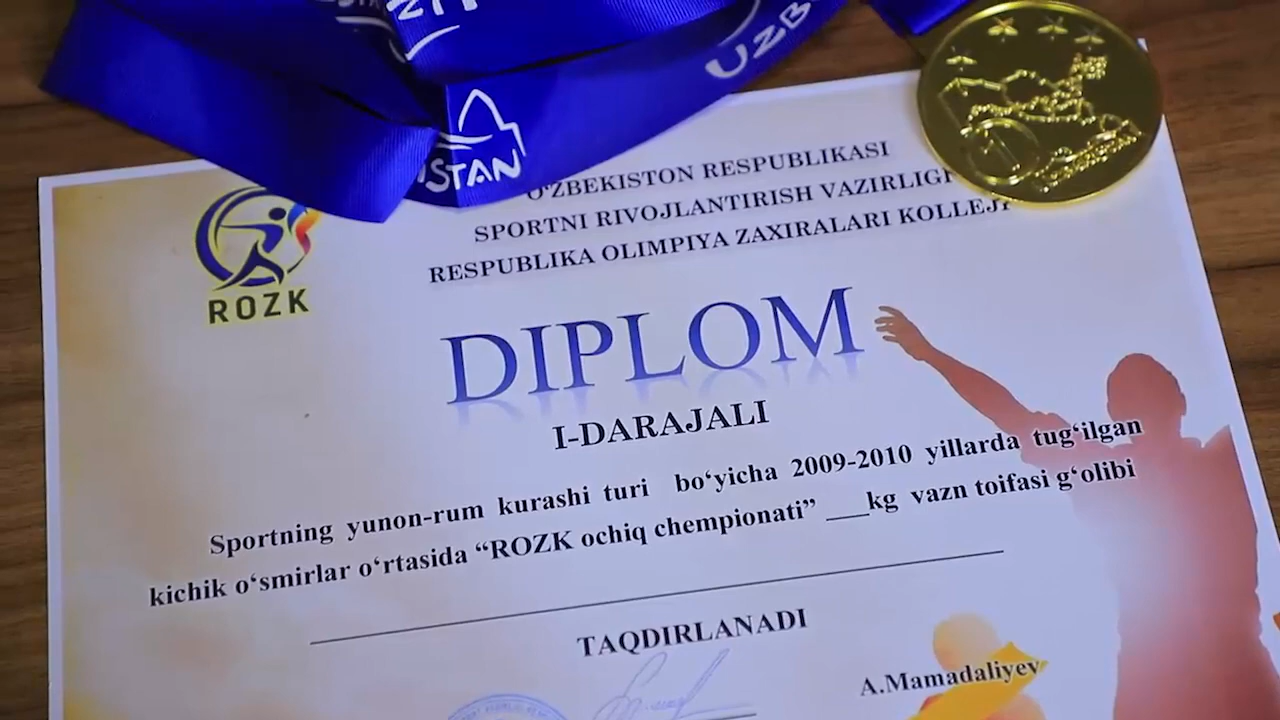 UZB
STAN
O‘ZBEKISTON RESPUBLIKASI
SPORTNI RIVOJLANTIRISH VAZIRLIGI
RESPUBLIKA OLIMPIYA ZAXIRALARI KOLLEJI
ROZK
DIPLOM
I-DARAJALI
Sportning yunon-rum kurashi turi bo‘yicha 2009-2010 yillarda tug‘ilgan
kichik o‘smirlar o‘rtasida “ROZK ochiq chempionati” ___kg vazn toifasi g‘olibi
TAQDIRLANADI
A.Mamadaliyev